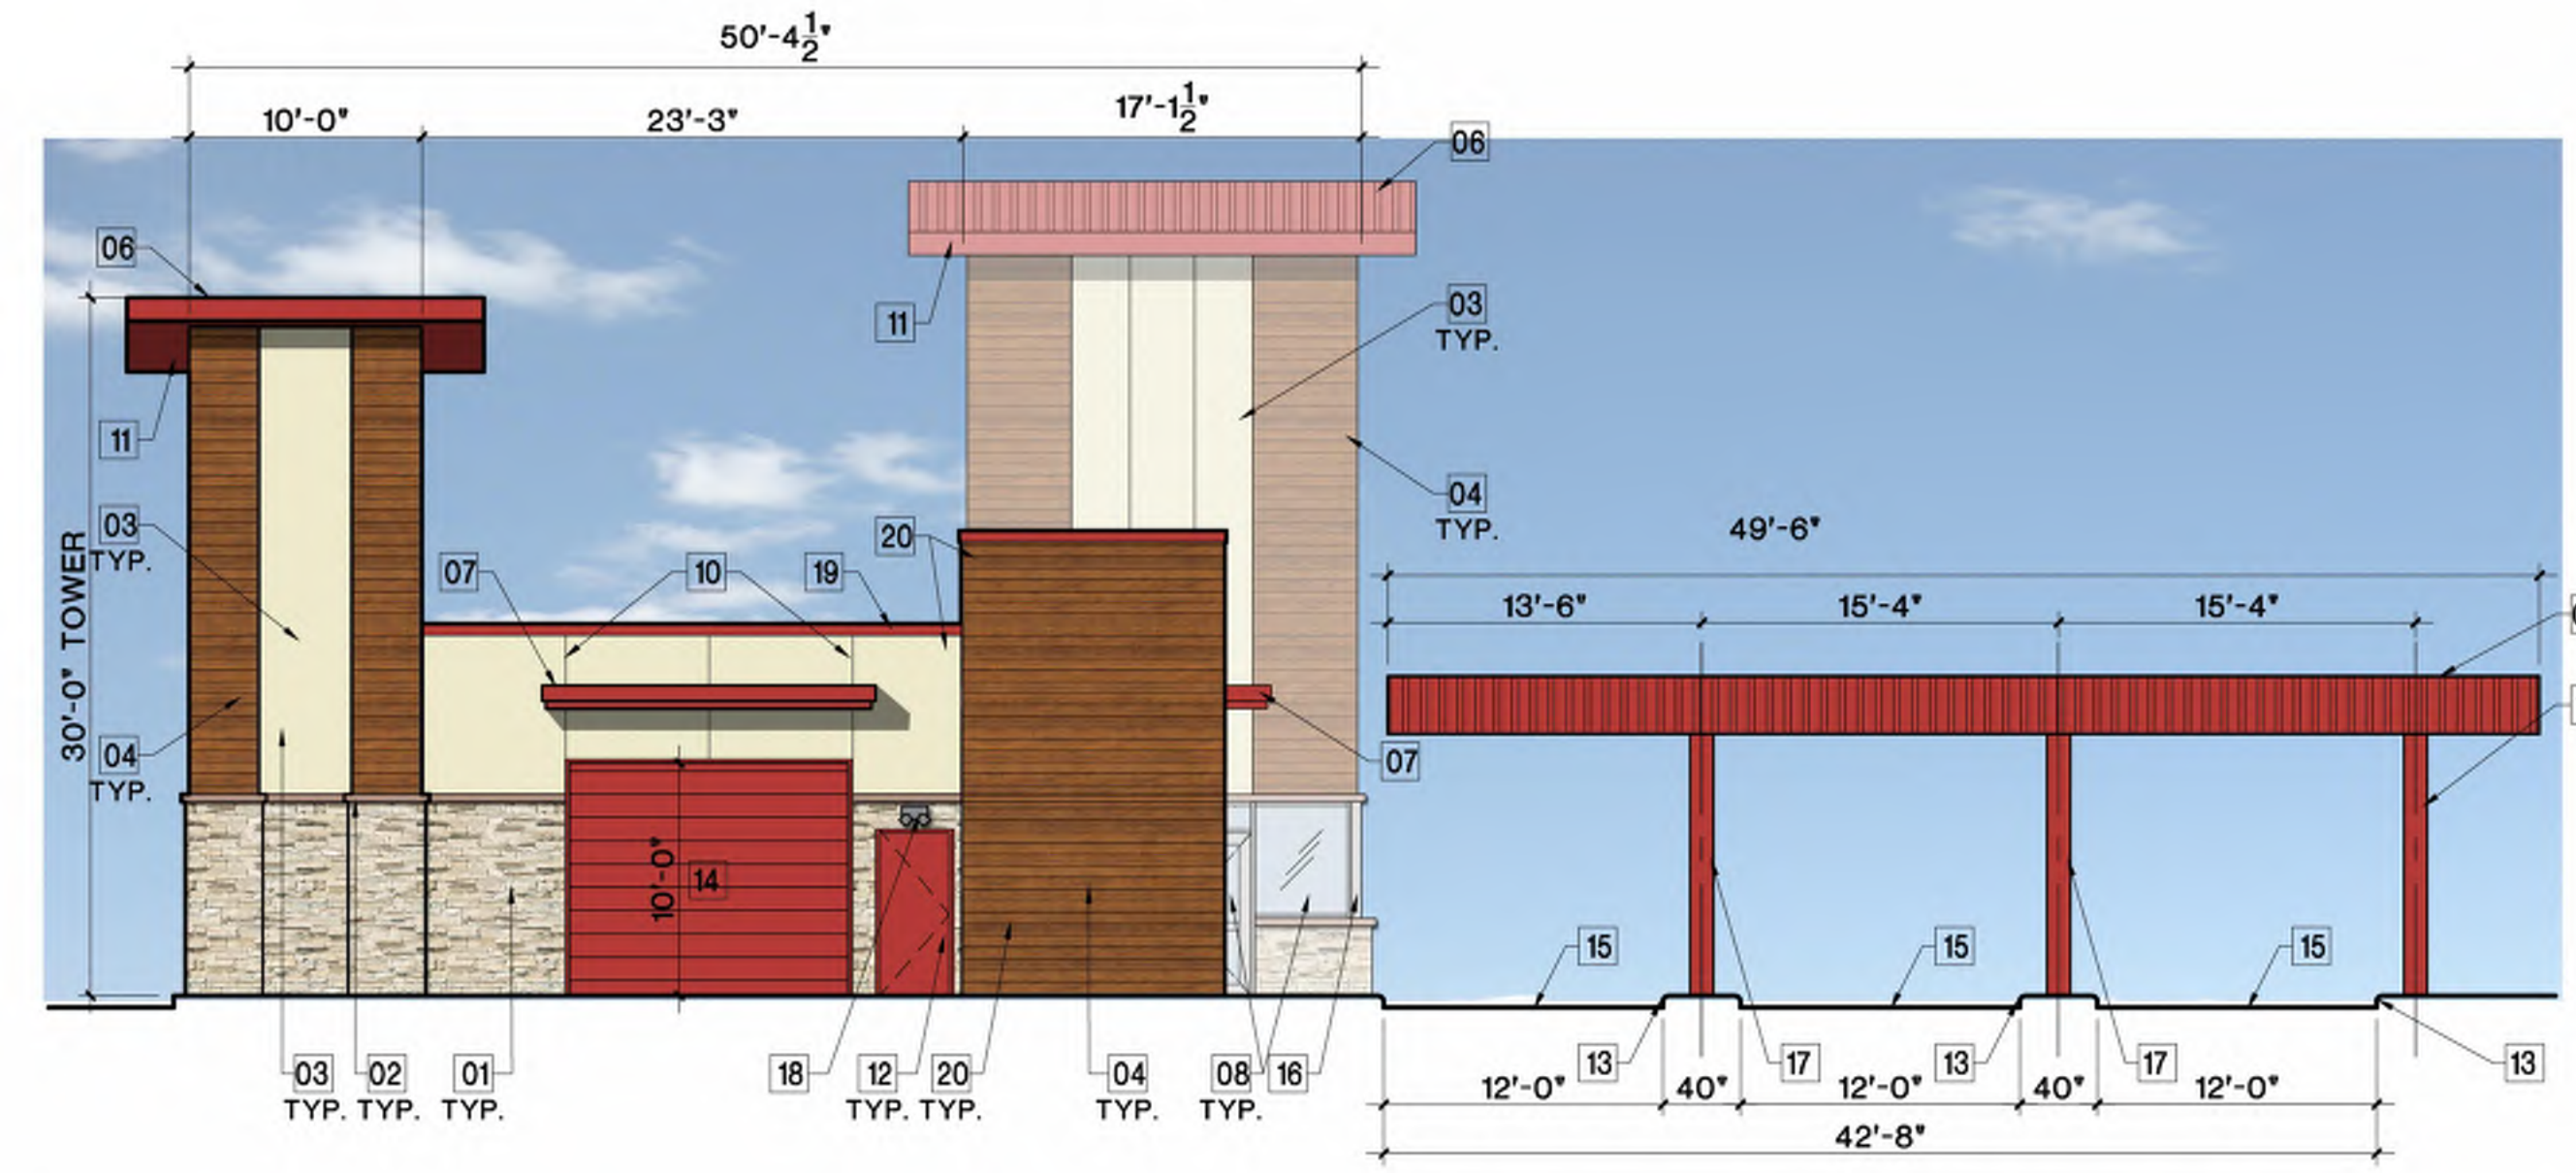 50'-4 1/2"
10'-0" 23'-3" 17'-1 1/2"
06
06
11
03
TYP.
11
04
TYP.
03
TYP.
20
49'-6"
07 10 19
13'-6" 15'-4" 15'-4"
30'-0" TOWER
04
TYP.
07
10'-0"
14
15 15 15
03 02 01 18 12 20 04 08 16
TYP. TYP. TYP. TYP. TYP. TYP. TYP.
13 17 13 17 13
12'-0" 40" 12'-0" 40" 12'-0"
42'-8"